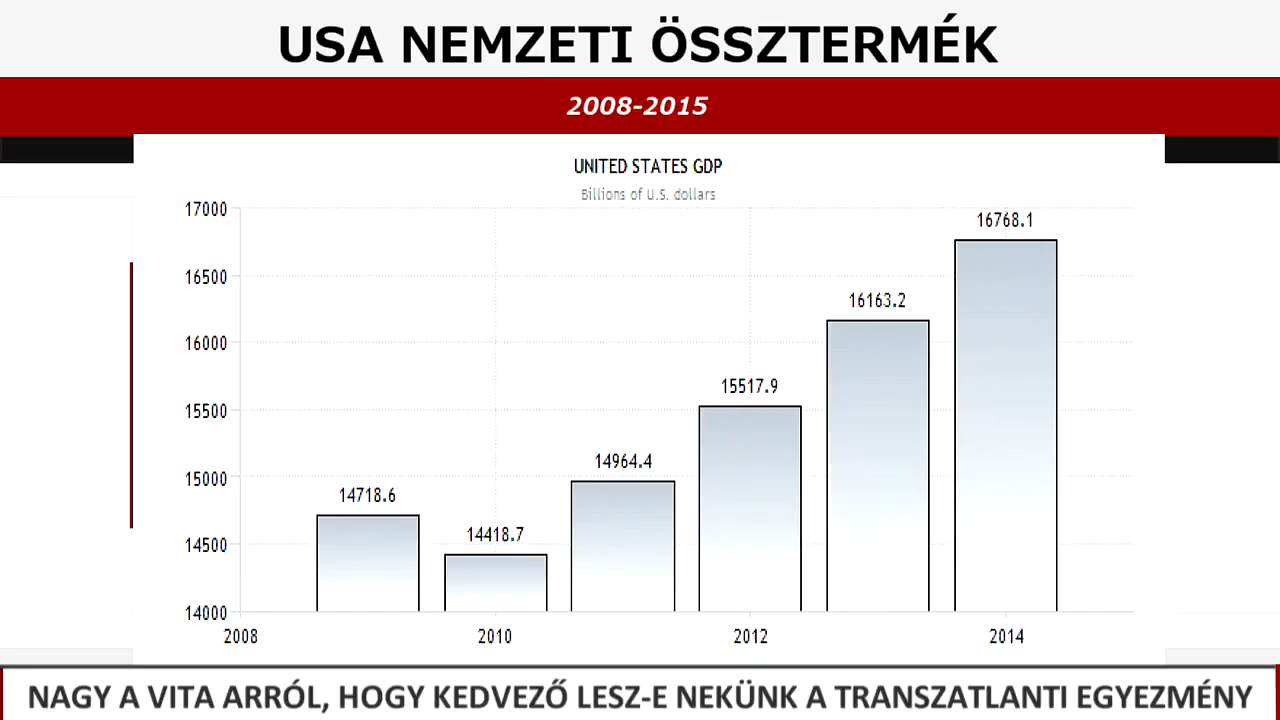 USA NEMZETI ÖSSZTERMÉK
2008-2015
UNITED STATES GDP
Billions of U.S. dollars
17000
16500
16000
15500
15000
14500
14000
14718.6
14418.7
14964.4
15517.9
16163.2
16768.1
2008 2010 2012 2014
NAGY A VITA ARRÓL, HOGY KEDVEZŐ LESZ-E NEKÜNK A TRANSZATLANTI EGYEZMÉNY